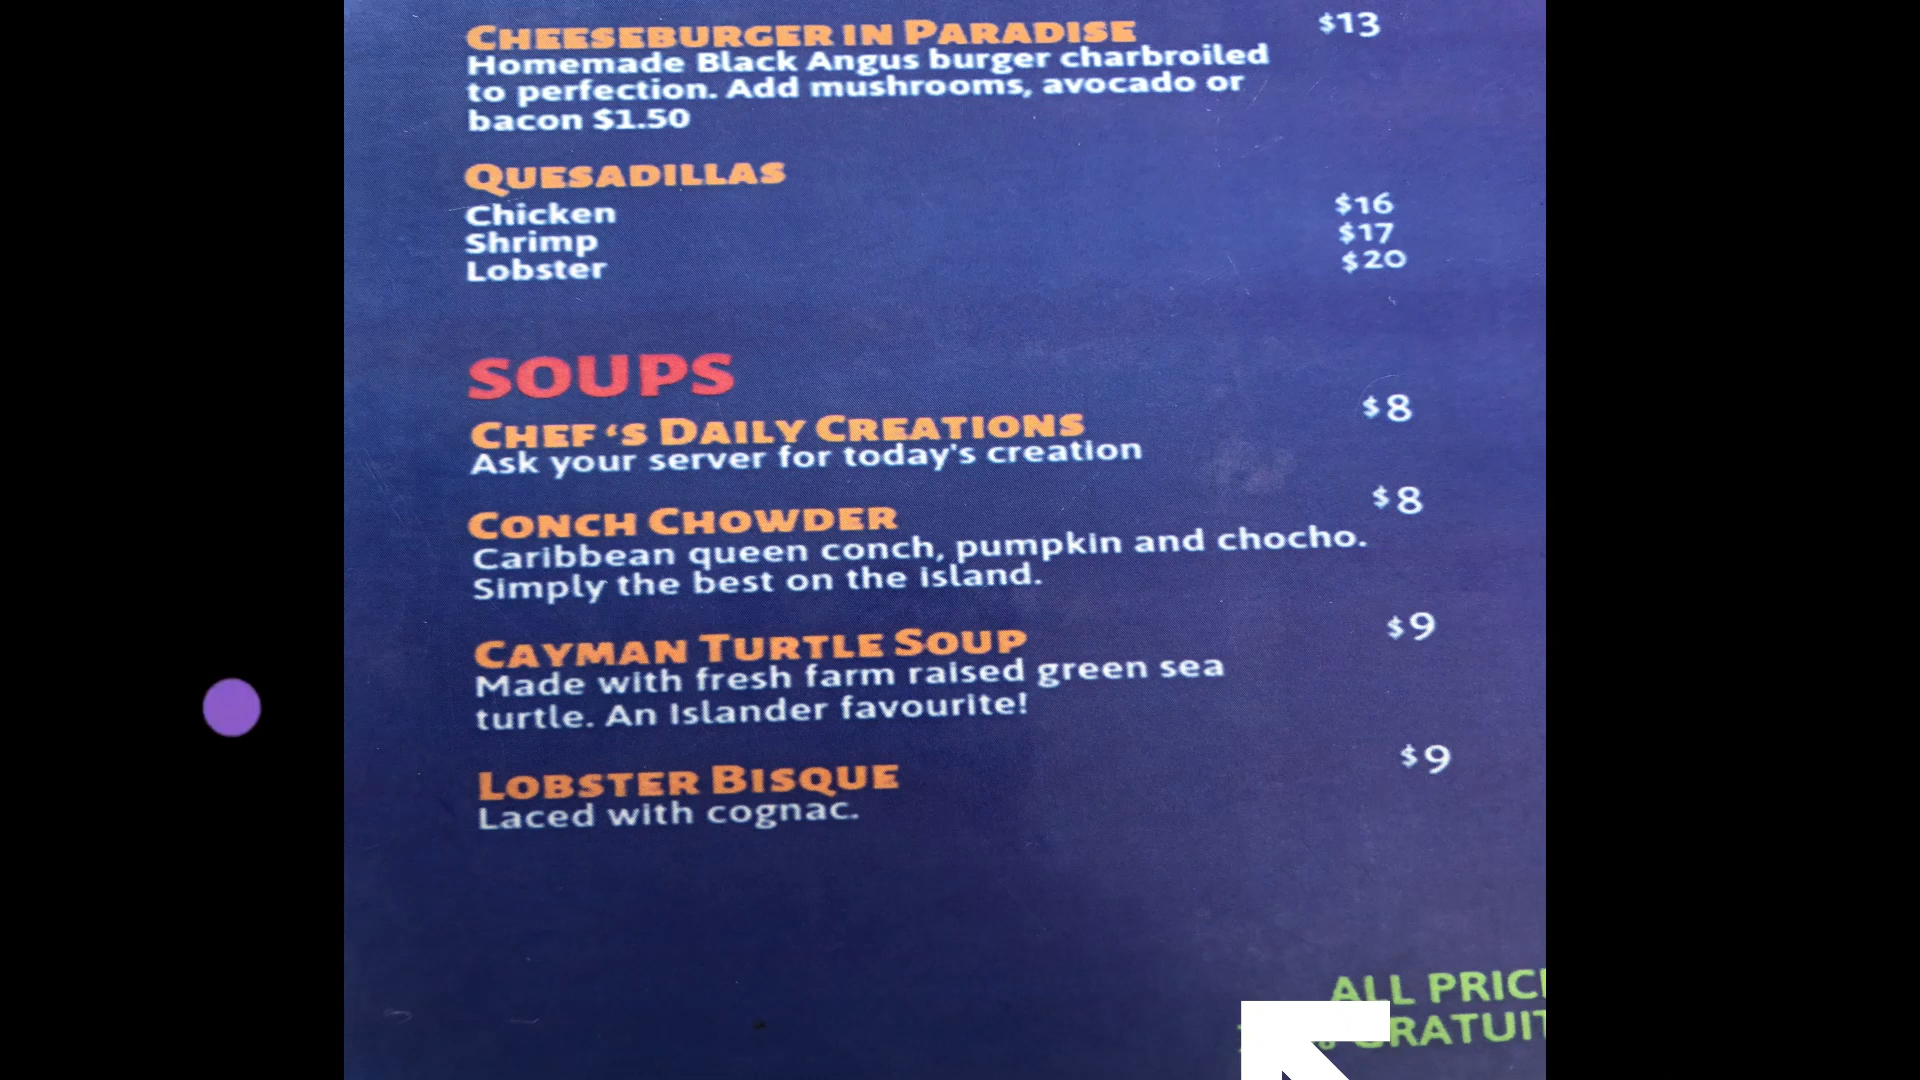 CHEESEBURGER IN PARADISE $13
Homemade Black Angus burger charbroiled
to perfection. Add mushrooms, avocado or
bacon $1.50
QUESADILLAS
Chicken $16
Shrimp $17
Lobster $20
SOUPS
CHEF 'S DAILY CREATIONS $8
Ask your server for today's creation
CONCH CHOWDER $8
Caribbean queen conch, pumpkin and chocho.
Simply the best on the island.
CAYMAN TURTLE SOUP $9
Made with fresh farm raised green sea
turtle. An Islander favourite!
LOBSTER BISQUE $9
Laced with cognac.
ALL